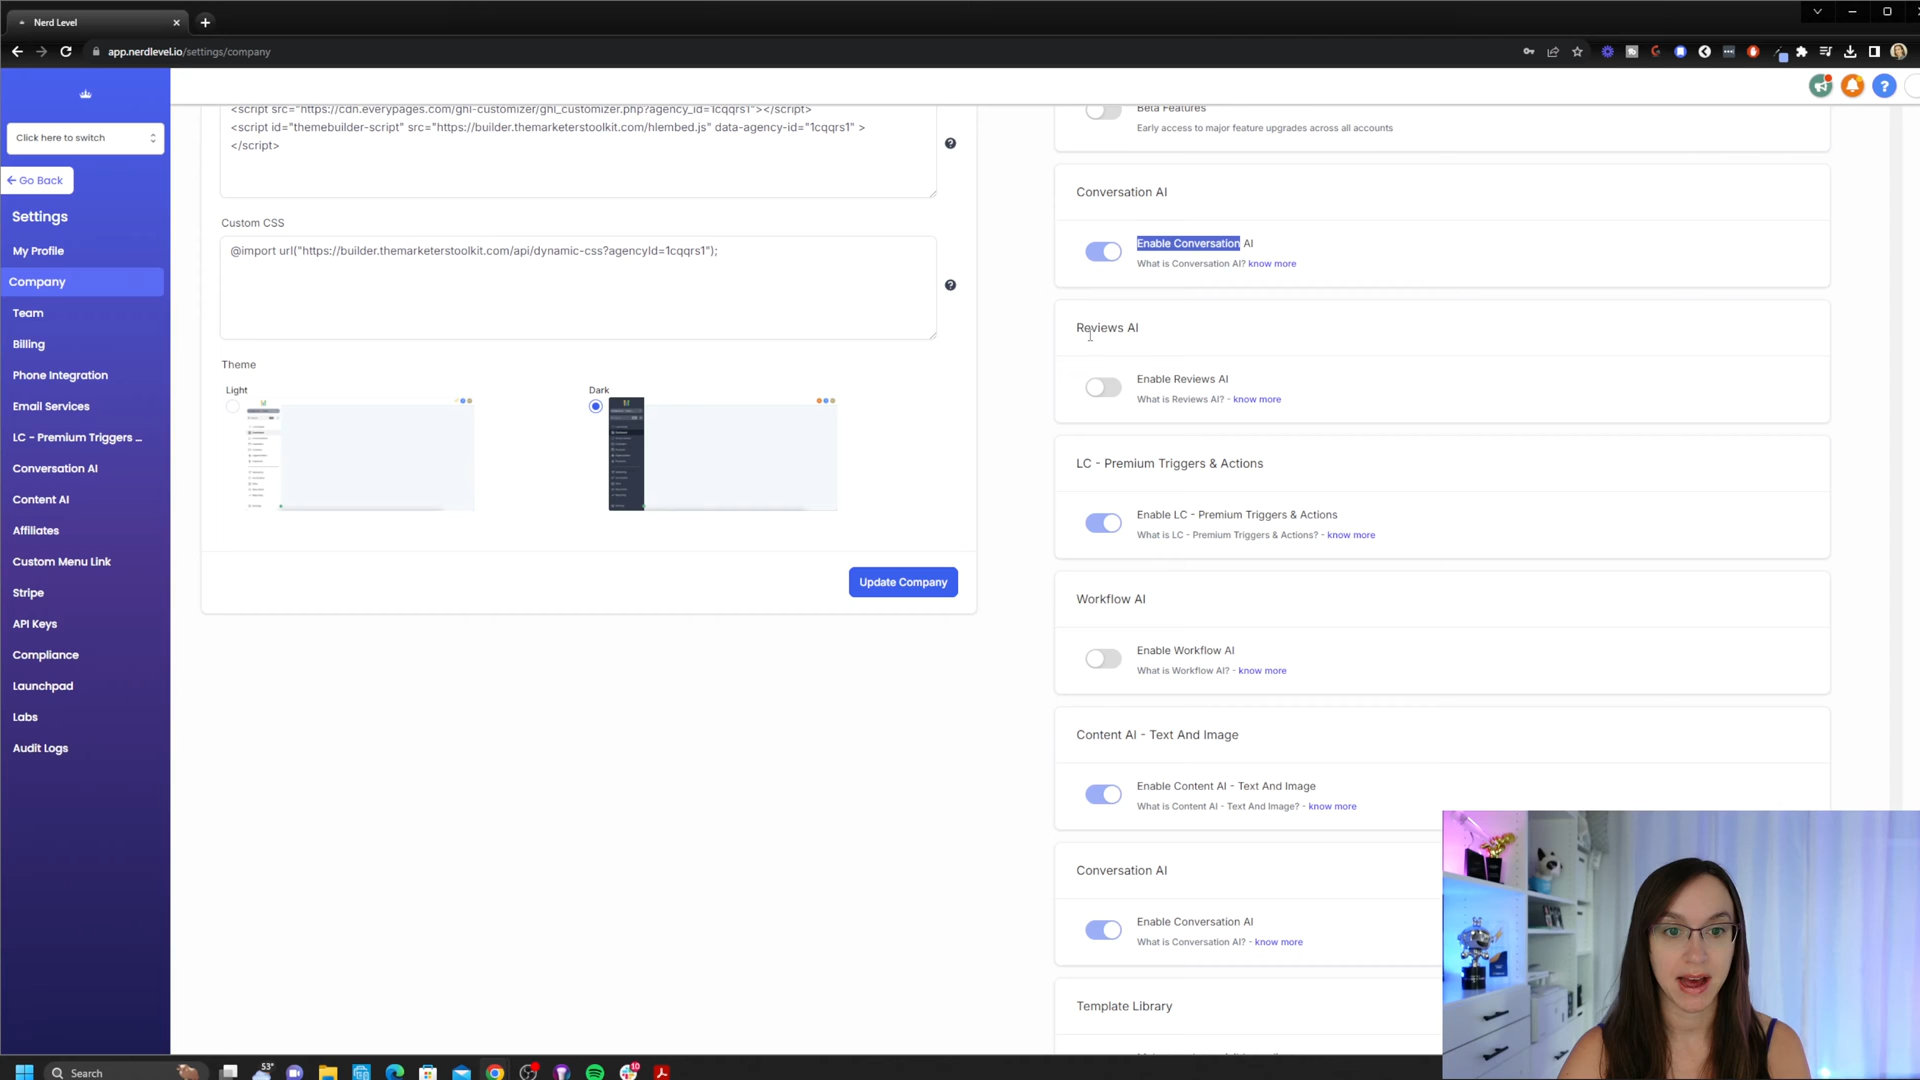 Nerd Level
app.nerdlevel.io/settings/company
Click here to switch
Go Back
Settings
My Profile
Company
Team
Billing
Phone Integration
Email Services
LC - Premium Triggers ...
Conversation AI
Content AI
Affiliates
Custom Menu Link
Stripe
API Keys
Compliance
Launchpad
Labs
Audit Logs
<script src="https://cdn.everypages.com/ghl-customizer/ghl_customizer.php?agency_id=1cqqrs1"></script>
<script id="themebuilder-script" src="https://builder.themarketerstoolkit.com/hlembed.js" data-agency-id="1cqqrs1" >
</script>
Custom CSS
@import url("https://builder.themarketerstoolkit.com/api/dynamic-css?agencyId=1cqqrs1");
Theme
Light
Dark
Update Company
Beta Features
Early access to major feature upgrades across all accounts
Conversation AI
Enable Conversation AI
What is Conversation AI? know more
Reviews AI
Enable Reviews AI
What is Reviews AI? - know more
LC - Premium Triggers & Actions
Enable LC - Premium Triggers & Actions
What is LC - Premium Triggers & Actions? - know more
Workflow AI
Enable Workflow AI
What is Workflow AI? - know more
Content AI - Text And Image
Enable Content AI - Text And Image
What is Content AI - Text And Image? - know more
Conversation AI
Enable Conversation AI
What is Conversation AI? - know more
Template Library
Search
53°
10